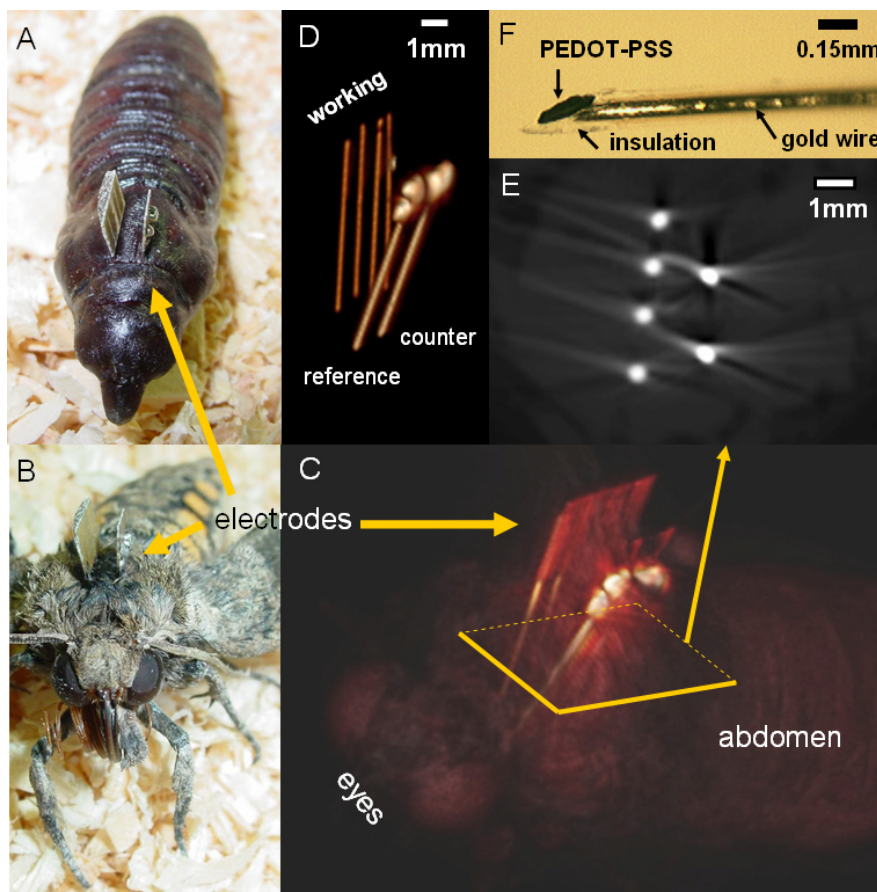 A
D
1mm
working
reference
counter
F
PEDOT-PSS
0.15mm
insulation
gold wire
E
1mm
B
electrodes
C
eyes
abdomen